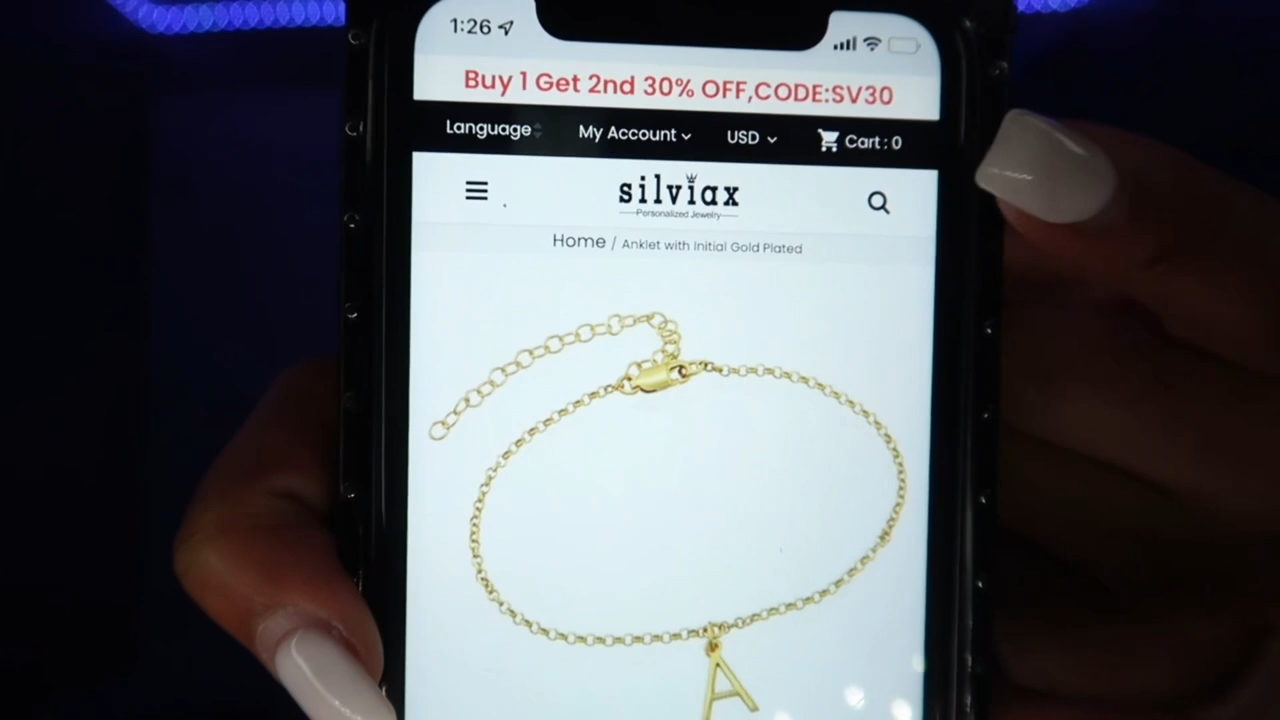 1:26
Buy 1 Get 2nd 30% OFF,CODE:SV30
Language My Account USD Cart : 0
silviax
Personalized Jewelry
Home / Anklet with Initial Gold Plated
A